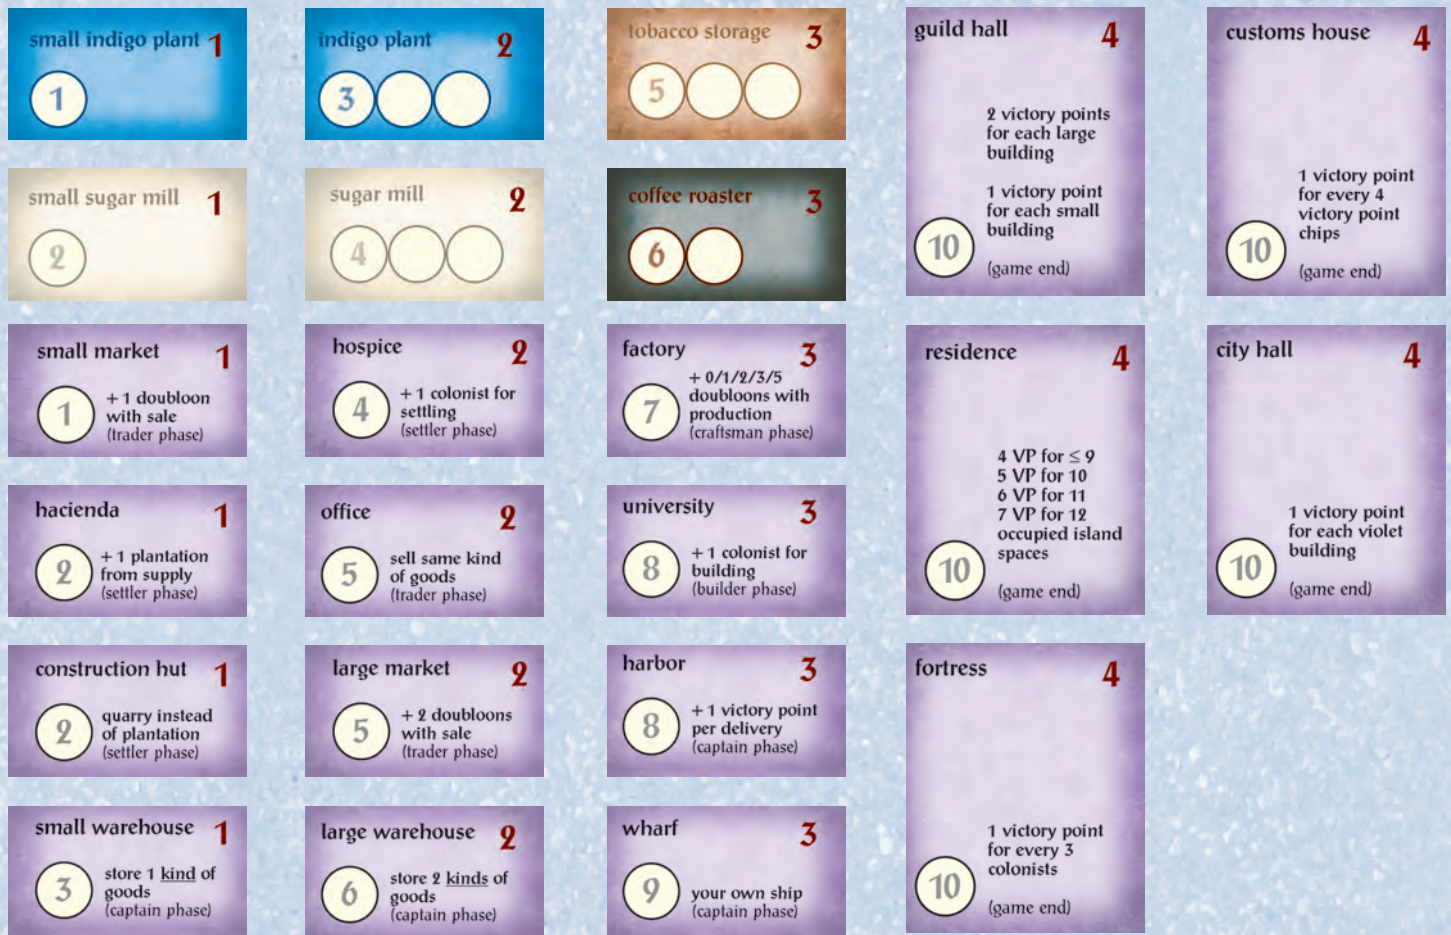 small indigo plant 1
1
indigo plant 2
3
tobacco storage 3
5
guild hall 4
2 victory points
for each large
building
1 victory point
for each small
building
10
(game end)
customs house 4
1 victory point
for every 4
victory point
chips
10
(game end)
small sugar mill 1
2
sugar mill 2
4
coffee roaster 3
6
small market 1
1
+ 1 doubloon
with sale
(trader phase)
hospice 2
4
+ 1 colonist for
settling
(settler phase)
factory 3
7
+ 0/1/2/3/5
doubloons with
production
(craftsman phase)
residence 4
4 VP for ≤ 9
5 VP for 10
6 VP for 11
7 VP for 12
occupied island
spaces
10
(game end)
city hall 4
1 victory point
for each violet
building
10
(game end)
hacienda 1
2
+ 1 plantation
from supply
(settler phase)
office 2
5
sell same kind
of goods
(trader phase)
university 3
8
+ 1 colonist for
building
(builder phase)
construction hut 1
2
quarry instead
of plantation
(settler phase)
large market 2
5
+ 2 doubloons
with sale
(trader phase)
harbor 3
8
+ 1 victory point
per delivery
(captain phase)
fortress 4
1 victory point
for every 3
colonists
10
(game end)
small warehouse 1
3
store 1 kind of
goods
(captain phase)
large warehouse 2
6
store 2 kinds of
goods
(captain phase)
wharf 3
9
your own ship
(captain phase)